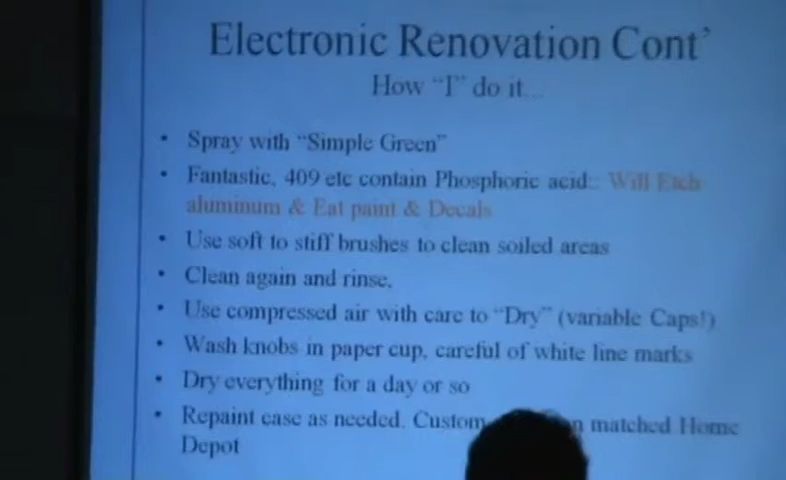 Electronic Renovation Cont'
How "I" do it...
• Spray with "Simple Green"
• Fantastic, 409 etc contain Phosphoric acid:: Will Etch
aluminum & Eat paint & Decals
• Use soft to stiff brushes to clean soiled areas
• Clean again and rinse.
• Use compressed air with care to "Dry" (variable Caps!)
• Wash knobs in paper cup, careful of white line marks
• Dry everything for a day or so
• Repaint case as needed. Custom matched Home
Depot